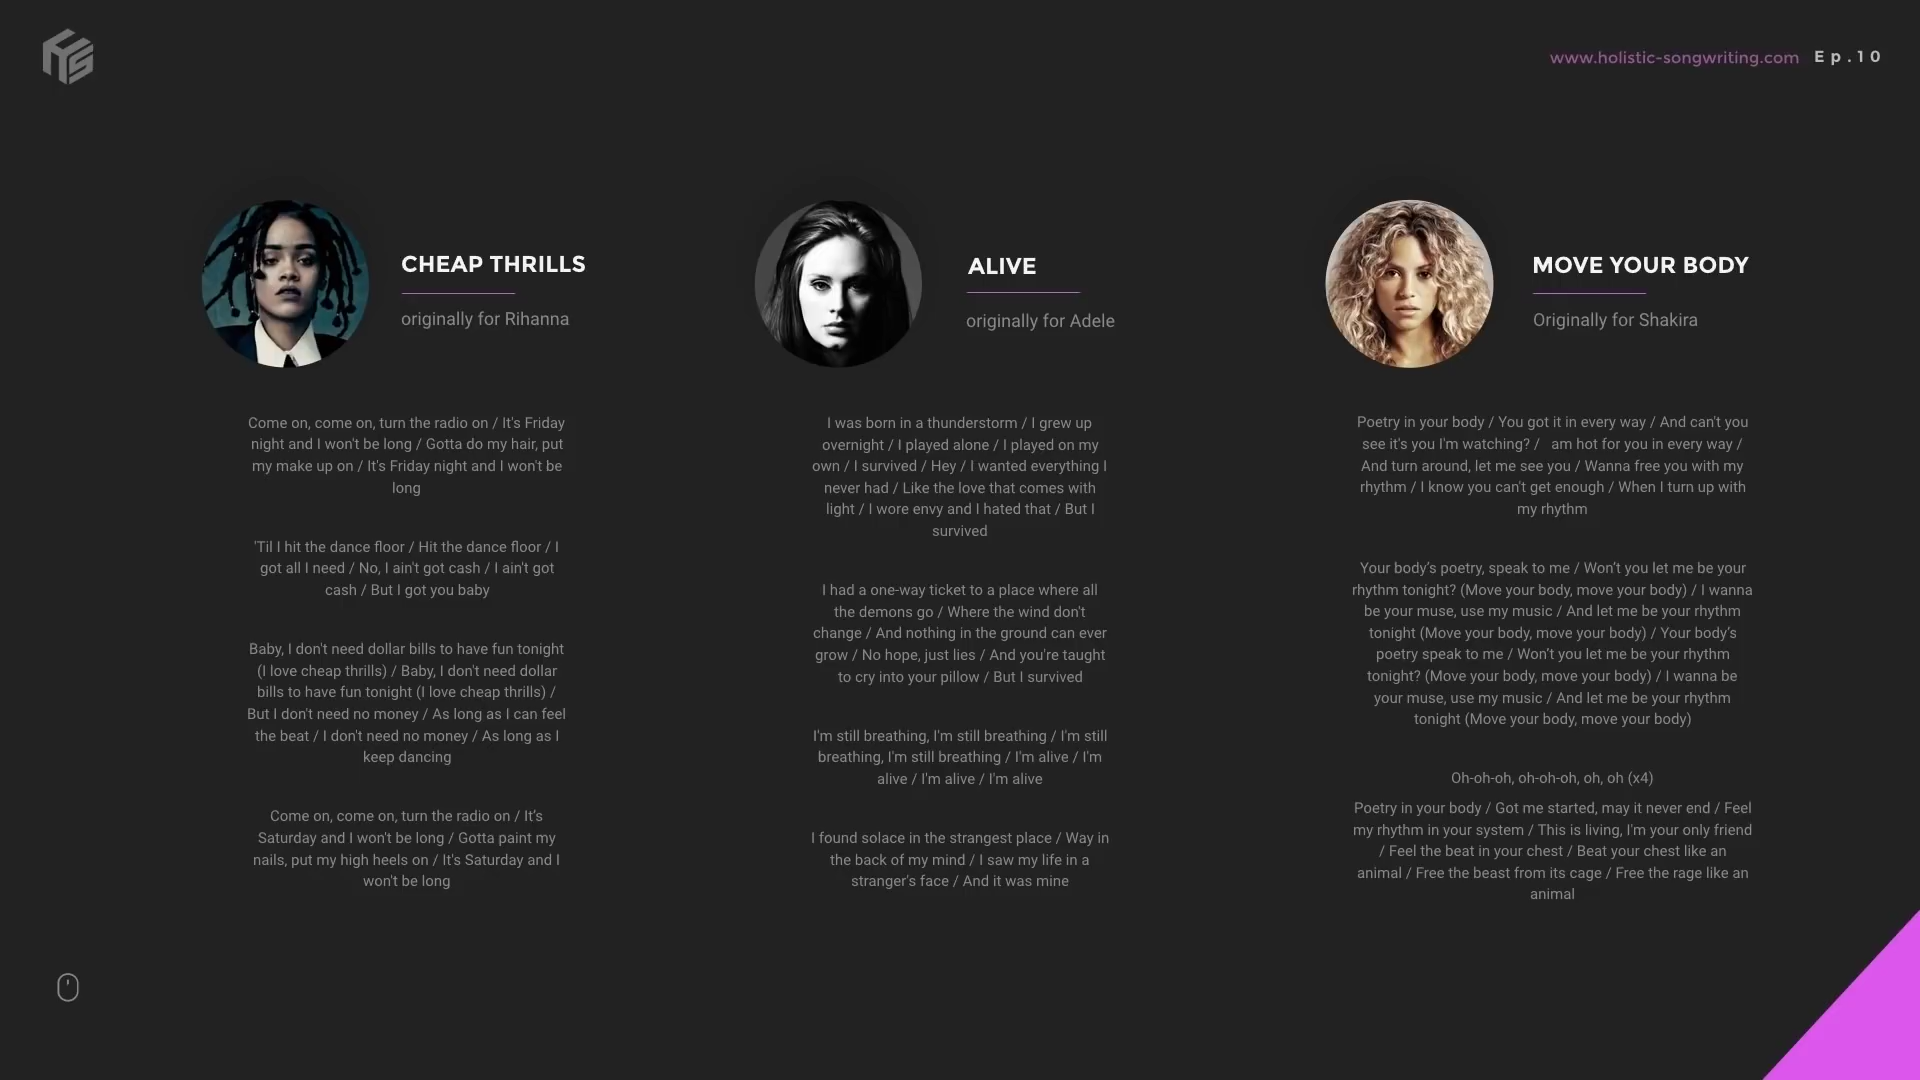 www.holistic-songwriting.com Ep.10
CHEAP THRILLS
originally for Rihanna
Come on, come on, turn the radio on / It's Friday
night and I won't be long / Gotta do my hair, put
my make up on / It's Friday night and I won't be
long
'Til I hit the dance floor / Hit the dance floor / I
got all I need / No, I ain't got cash / I ain't got
cash / But I got you baby
Baby, I don't need dollar bills to have fun tonight
(I love cheap thrills) / Baby, I don't need dollar
bills to have fun tonight (I love cheap thrills) /
But I don't need no money / As long as I can feel
the beat / I don't need no money / As long as I
keep dancing
Come on, come on, turn the radio on / It's
Saturday and I won't be long / Gotta paint my
nails, put my high heels on / It's Saturday and I
won't be long
ALIVE
originally for Adele
I was born in a thunderstorm / I grew up
overnight / I played alone / I played on my
own / I survived / Hey / I wanted everything I
never had / Like the love that comes with
light / I wore envy and I hated that / But I
survived
I had a one-way ticket to a place where all
the demons go / Where the wind don't
change / And nothing in the ground can ever
grow / No hope, just lies / And you're taught
to cry into your pillow / But I survived
I'm still breathing, I'm still breathing / I'm still
breathing, I'm still breathing / I'm alive / I'm
alive / I'm alive / I'm alive
I found solace in the strangest place / Way in
the back of my mind / I saw my life in a
stranger's face / And it was mine
MOVE YOUR BODY
Originally for Shakira
Poetry in your body / You got it in every way / And can't you
see it's you I'm watching? / am hot for you in every way /
And turn around, let me see you / Wanna free you with my
rhythm / I know you can't get enough / When I turn up with
my rhythm
Your body's poetry, speak to me / Won't you let me be your
rhythm tonight? (Move your body, move your body) / I wanna
be your muse, use my music / And let me be your rhythm
tonight (Move your body, move your body) / Your body's
poetry speak to me / Won't you let me be your rhythm
tonight? (Move your body, move your body) / I wanna be
your muse, use my music / And let me be your rhythm
tonight (Move your body, move your body)
Oh-oh-oh, oh-oh-oh, oh, oh (x4)
Poetry in your body / Got me started, may it never end / Feel
my rhythm in your system / This is living, I'm your only friend
/ Feel the beat in your chest / Beat your chest like an
animal / Free the beast from its cage / Free the rage like an
animal